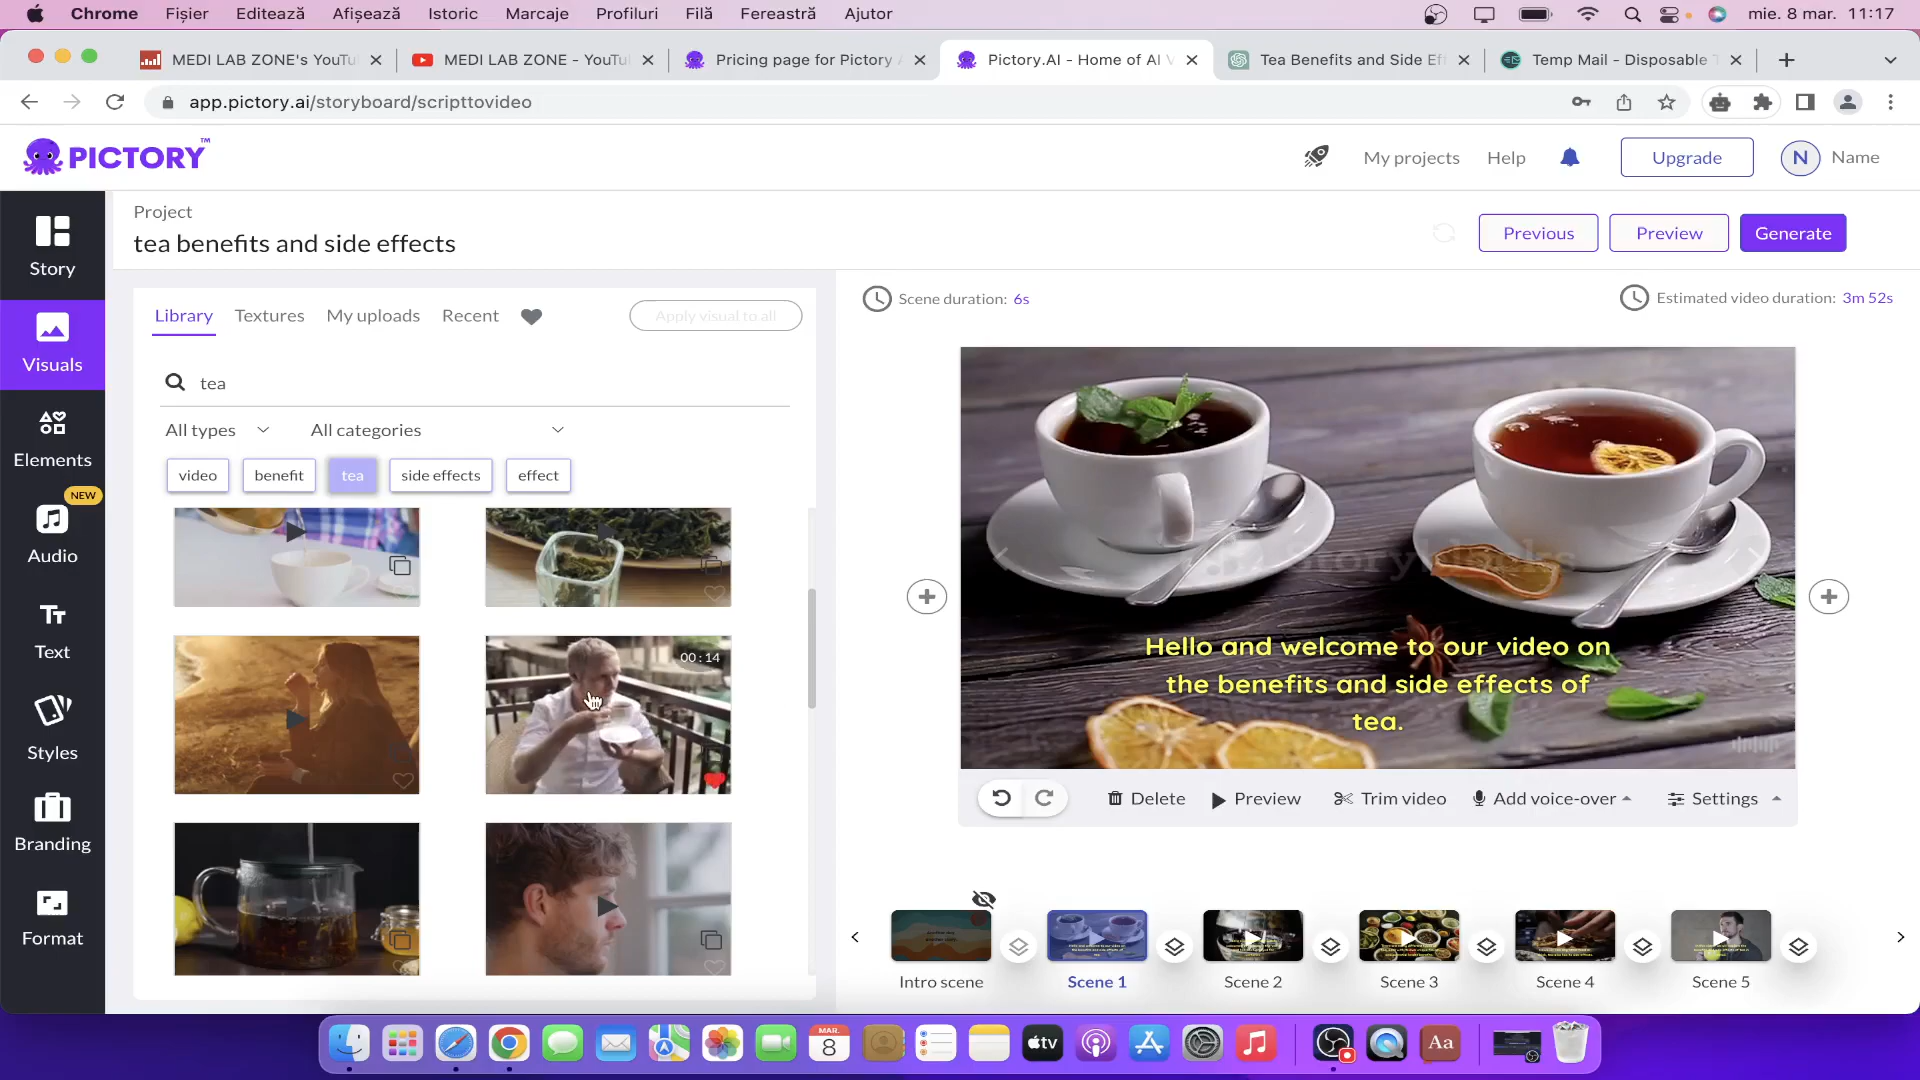 Chrome Fișier Editează Afișează Istoric Marcaje Profiluri Filă Fereastră Ajutor mie. 8 mar. 11:17
MEDI LAB ZONE's YouTu MEDI LAB ZONE - YouTu Pricing page for Pictory Pictory.AI - Home of AI V Tea Benefits and Side Ef Temp Mail - Disposable
app.pictory.ai/storyboard/scripttovideo
PICTORY™ My projects Help Upgrade N Name
Project
tea benefits and side effects
Previous Preview Generate
Story
Visuals
Elements
NEW
Audio
Text
Styles
Branding
Format
Library Textures My uploads Recent Apply visual to all
tea
All types All categories
video benefit tea side effects effect
00:14
Scene duration: 6s
Estimated video duration: 3m 52s
Hello and welcome to our video on
the benefits and side effects of
tea.
Delete Preview Trim video Add voice-over Settings
Intro scene Scene 1 Scene 2 Scene 3 Scene 4 Scene 5
MAR.
8
tv
Aa